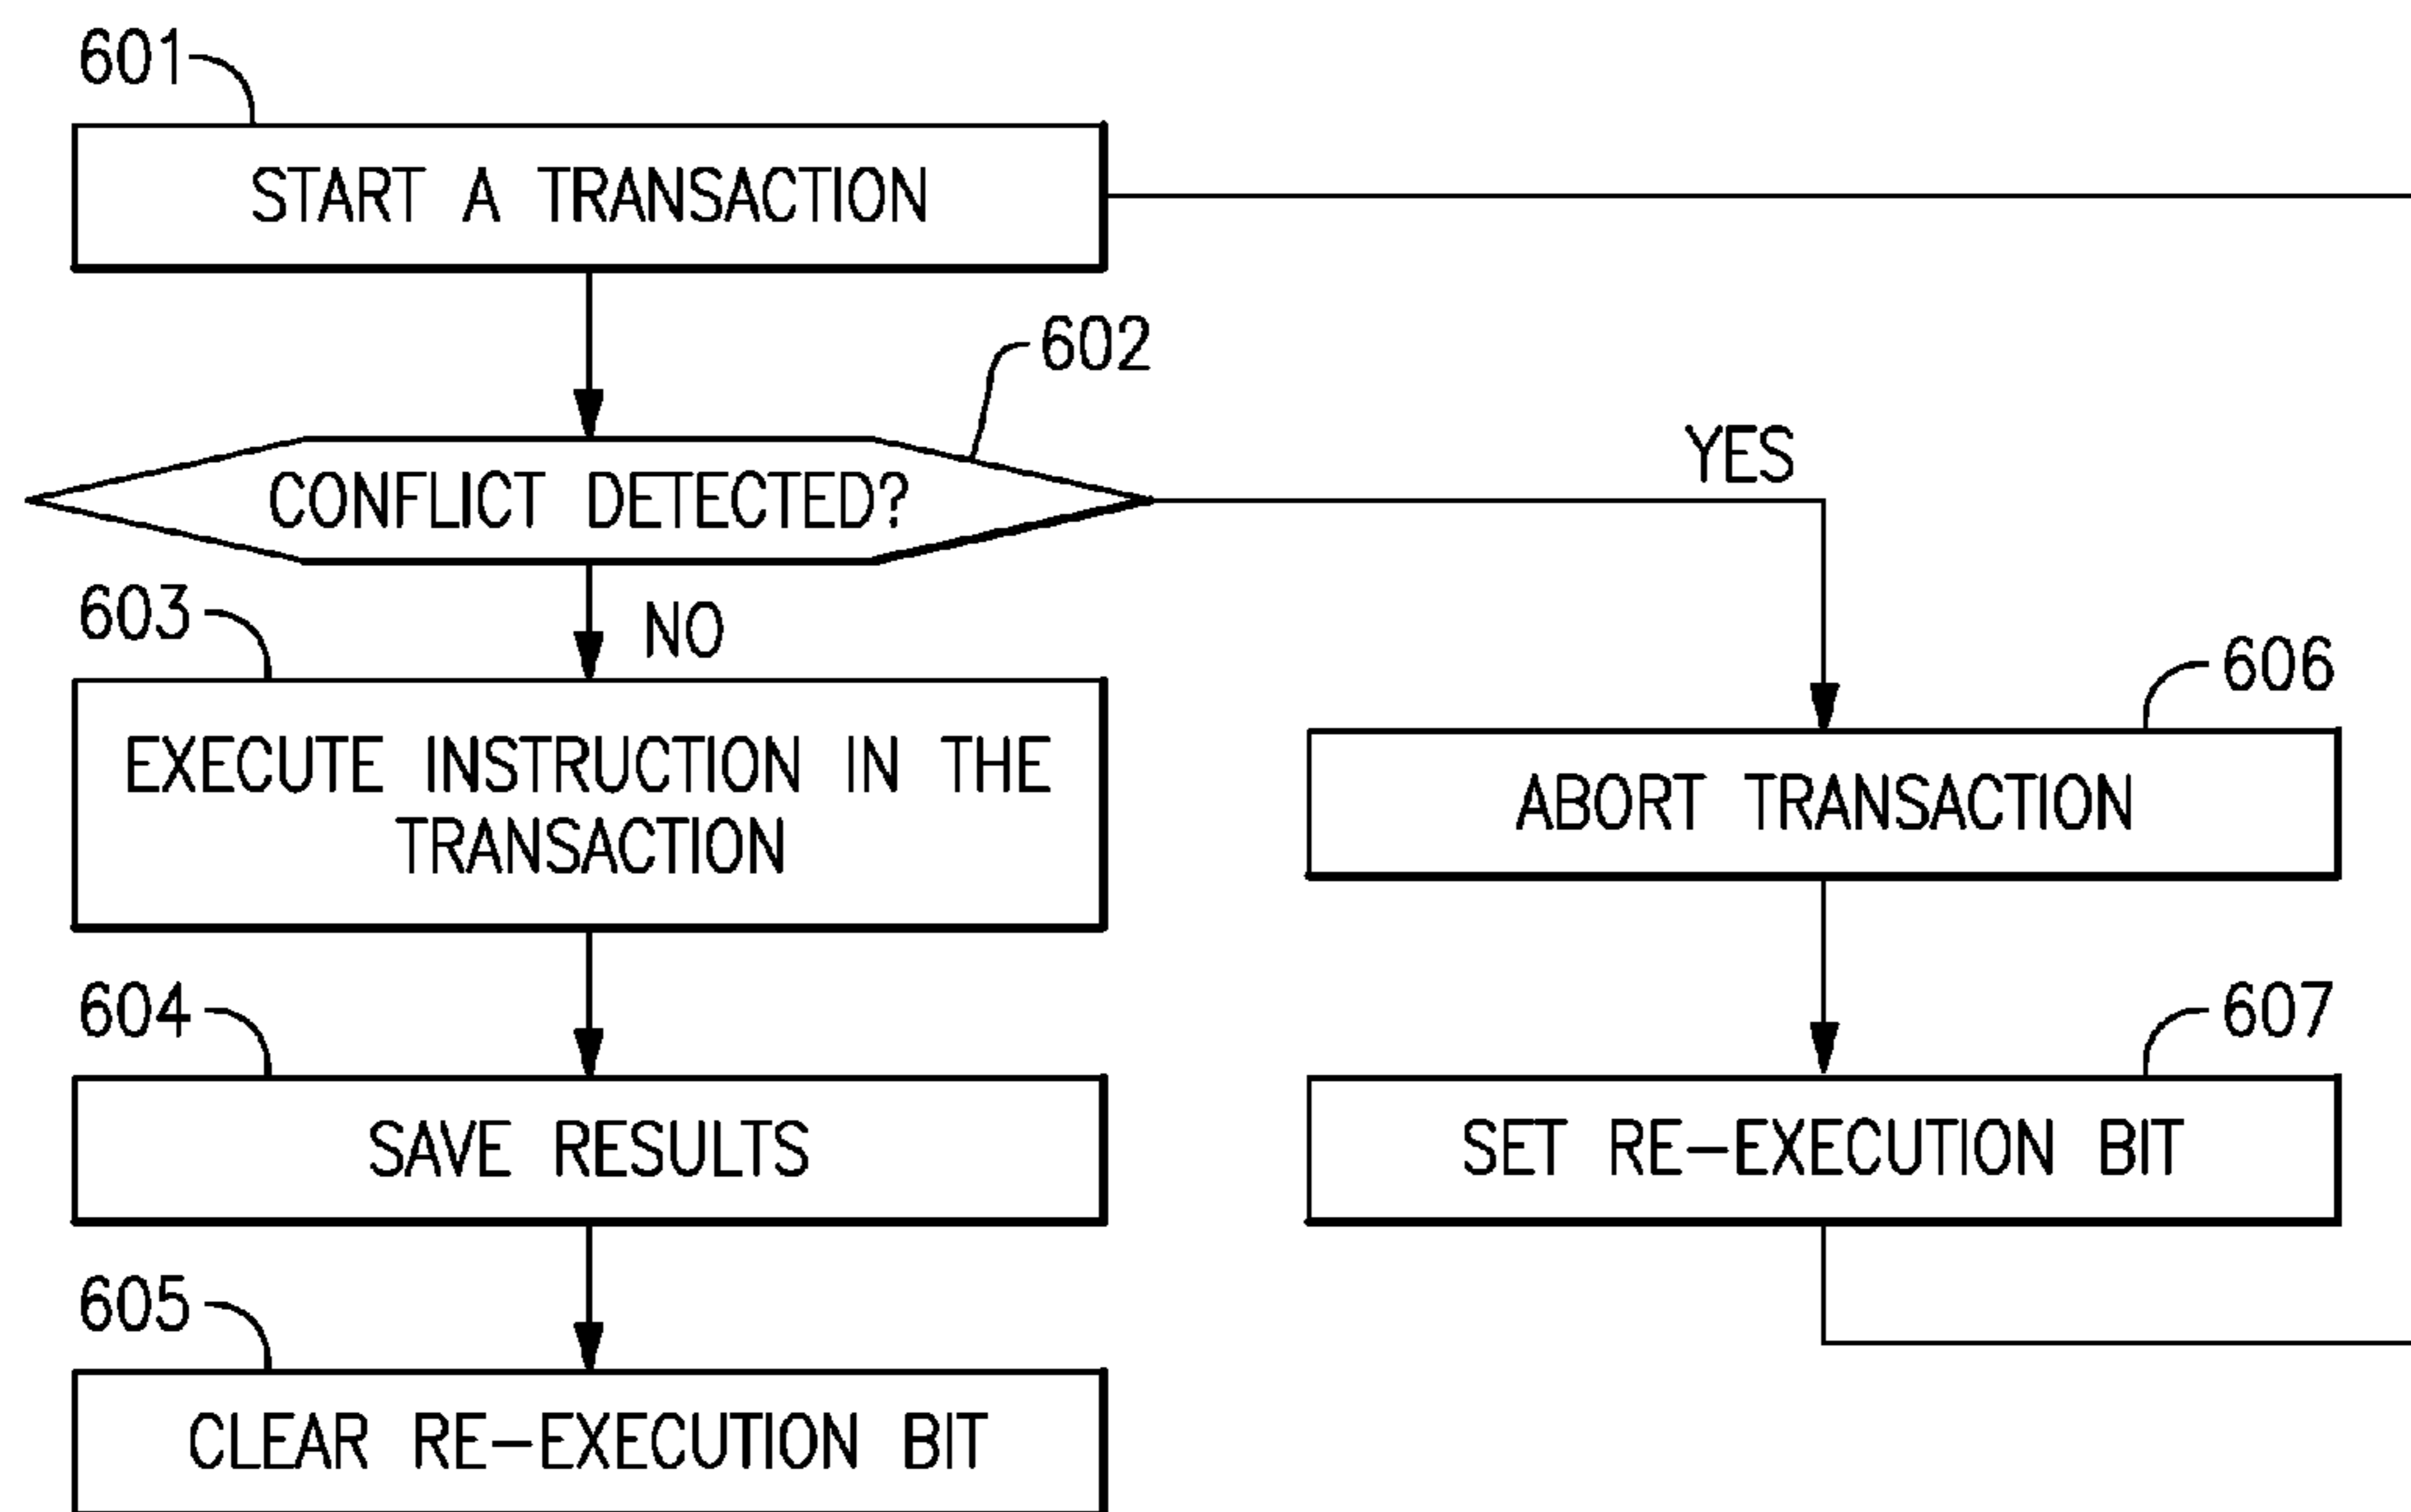 601
START A TRANSACTION
602
CONFLICT DETECTED?
YES
NO
603
EXECUTE INSTRUCTION IN THE
TRANSACTION
606
ABORT TRANSACTION
604
SAVE RESULTS
607
SET RE-EXECUTION BIT
605
CLEAR RE-EXECUTION BIT